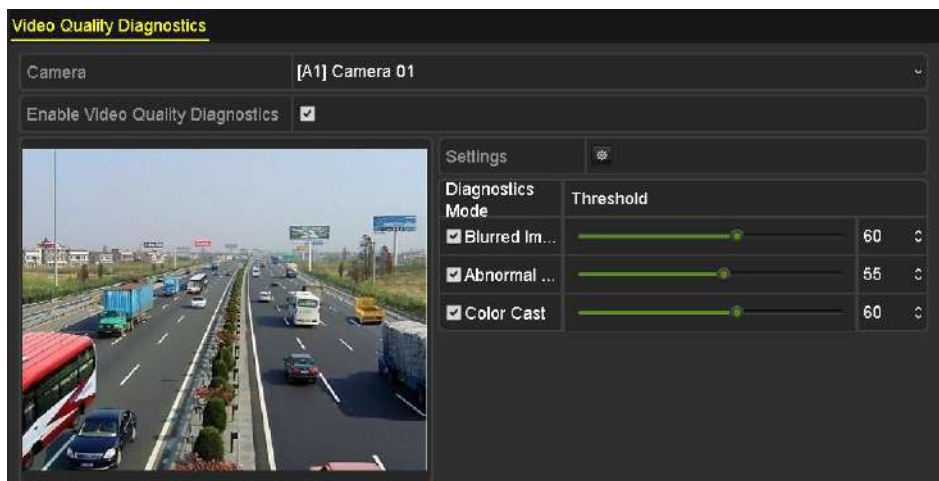 Video Quality Diagnostics
Camera [A1] Camera 01
Enable Video Quality Diagnostics
Settings
Diagnostics Mode Threshold
Blurred Im... 60
Abnormal ... 55
Color Cast 60